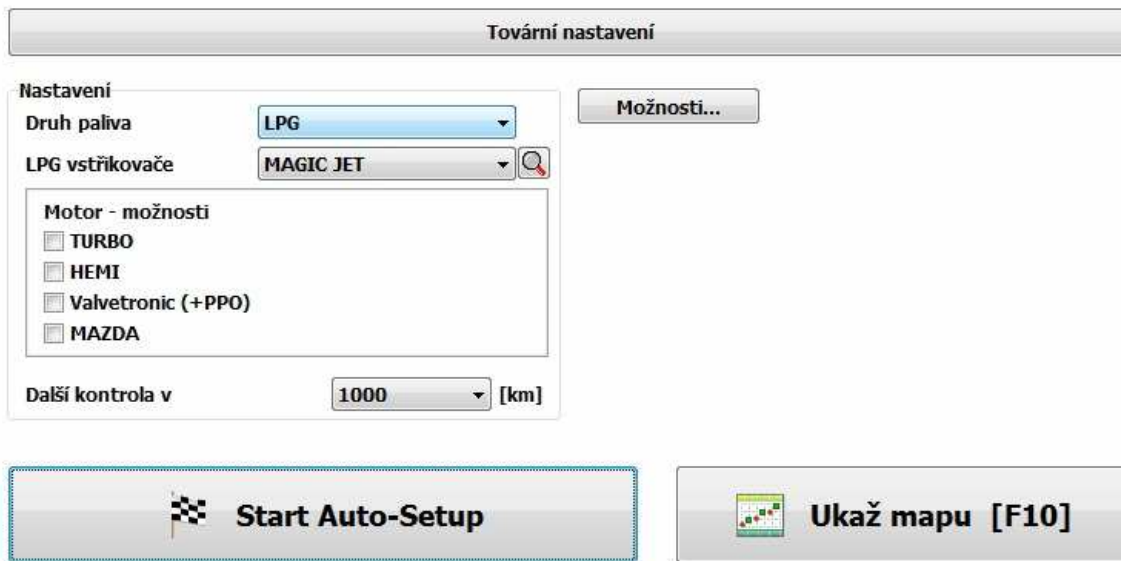 Tovární nastavení
Nastavení
Možnosti...
Druh paliva LPG
LPG vstřikovače MAGIC JET
Motor - možnosti
TURBO
HEMI
Valvetronic (+PPO)
MAZDA
Další kontrola v 1000 [km]
Start Auto-Setup
Ukaž mapu [F10]